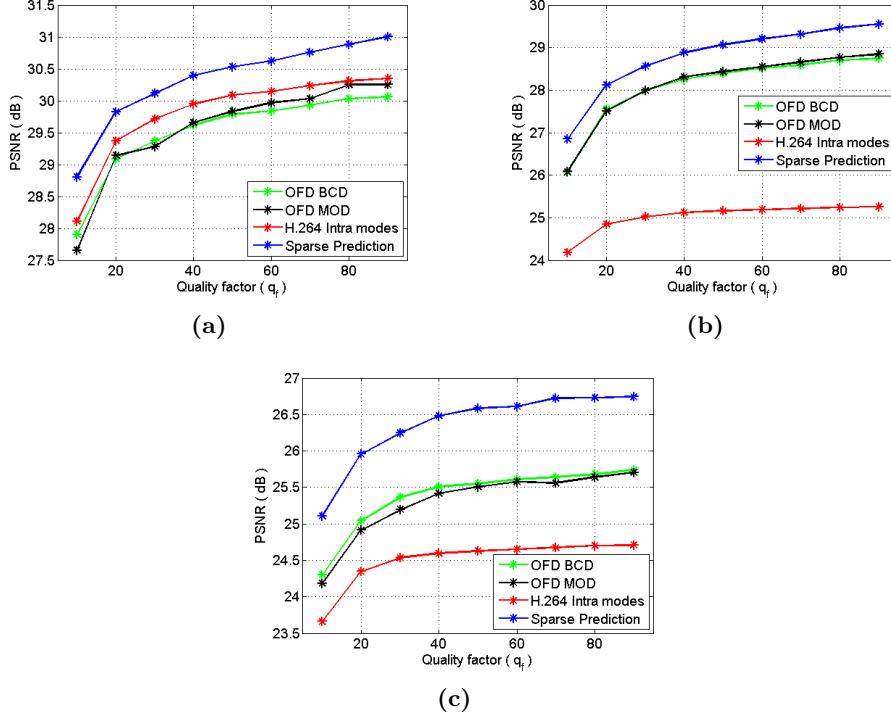 31.5
31
30.5
30
29.5
29
28.5
28
27.5
PSNR ( dB )
20
40
60
80
Quality factor ( q_f )
OFD BCD
OFD MOD
H.264 Intra modes
Sparse Prediction
(a)
30
29
28
27
26
25
24
PSNR ( dB )
20
40
60
80
Quality factor ( q_f )
OFD BCD
OFD MOD
H.264 Intra modes
Sparse Prediction
(b)
27
26.5
26
25.5
25
24.5
24
23.5
PSNR ( dB )
20
40
60
80
Quality factor ( q_f )
OFD BCD
OFD MOD
H.264 Intra modes
Sparse Prediction
(c)